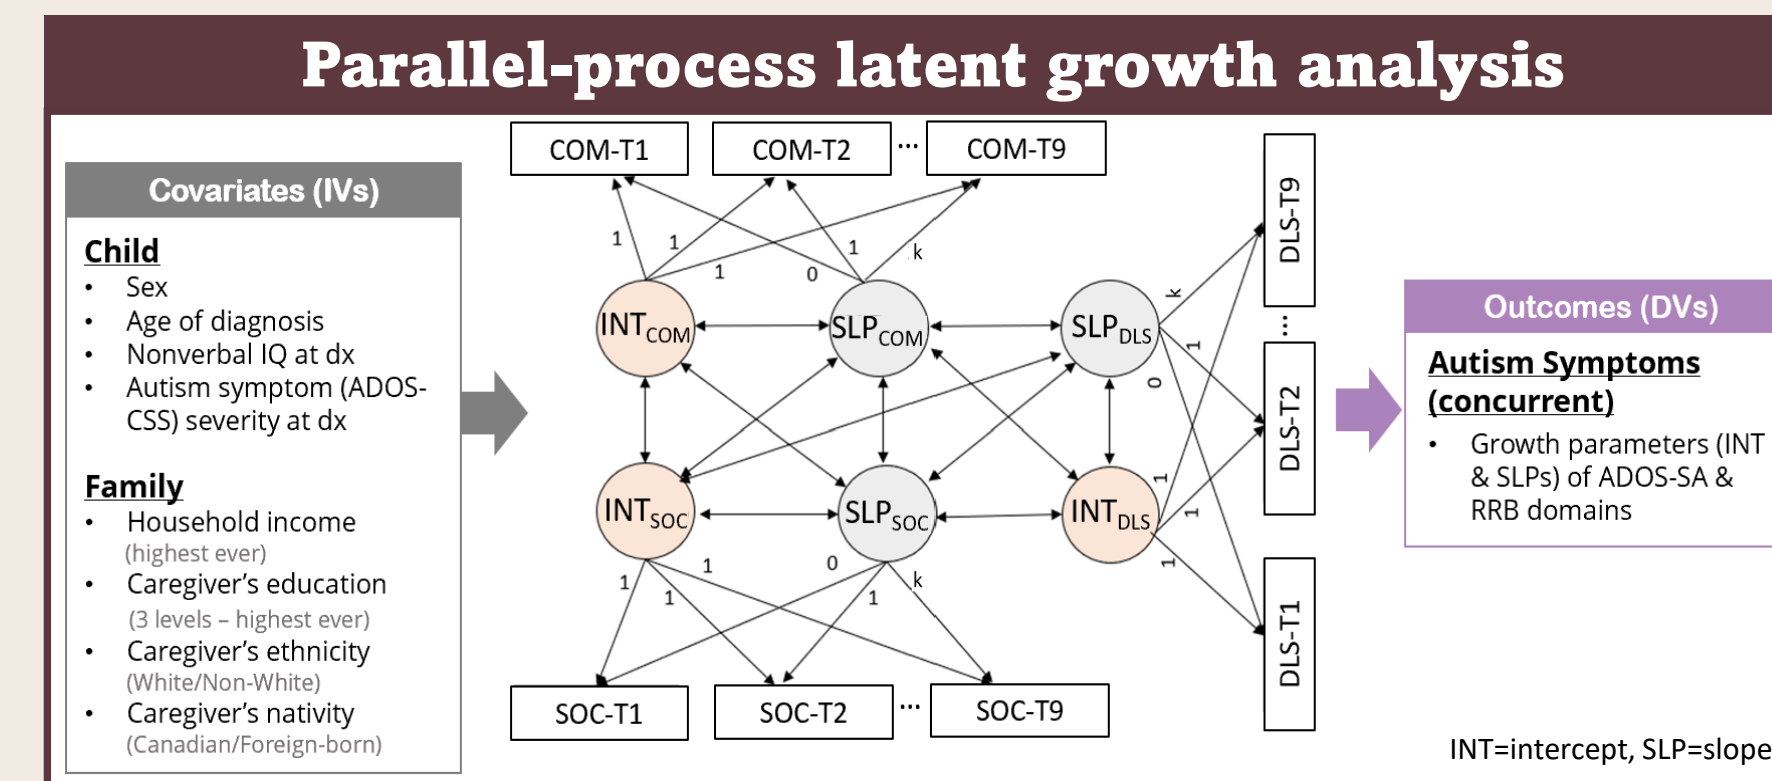 Parallel-process latent growth analysis
Covariates (IVs)
Child
• Sex
• Age of diagnosis
• Nonverbal IQ at dx
• Autism symptom (ADOS-
CSS) severity at dx
Family
• Household income
(highest ever)
• Caregiver's education
(3 levels – highest ever)
• Caregiver's ethnicity
(White/Non-White)
• Caregiver's nativity
(Canadian/Foreign-born)
COM-T1 COM-T2 ... COM-T9
1 1 1 0 1 k
INTCOM SLPCOM SLPDLS
INTSOC SLPSOC INTDLS
1 1 1 0 1 k
SOC-T1 SOC-T2 ... SOC-T9
k 1 0
1 1 1
DLS-T9
...
DLS-T2
DLS-T1
Outcomes (DVs)
Autism Symptoms
(concurrent)
• Growth parameters (INT
& SLPs) of ADOS-SA &
RRB domains
INT=intercept, SLP=slope